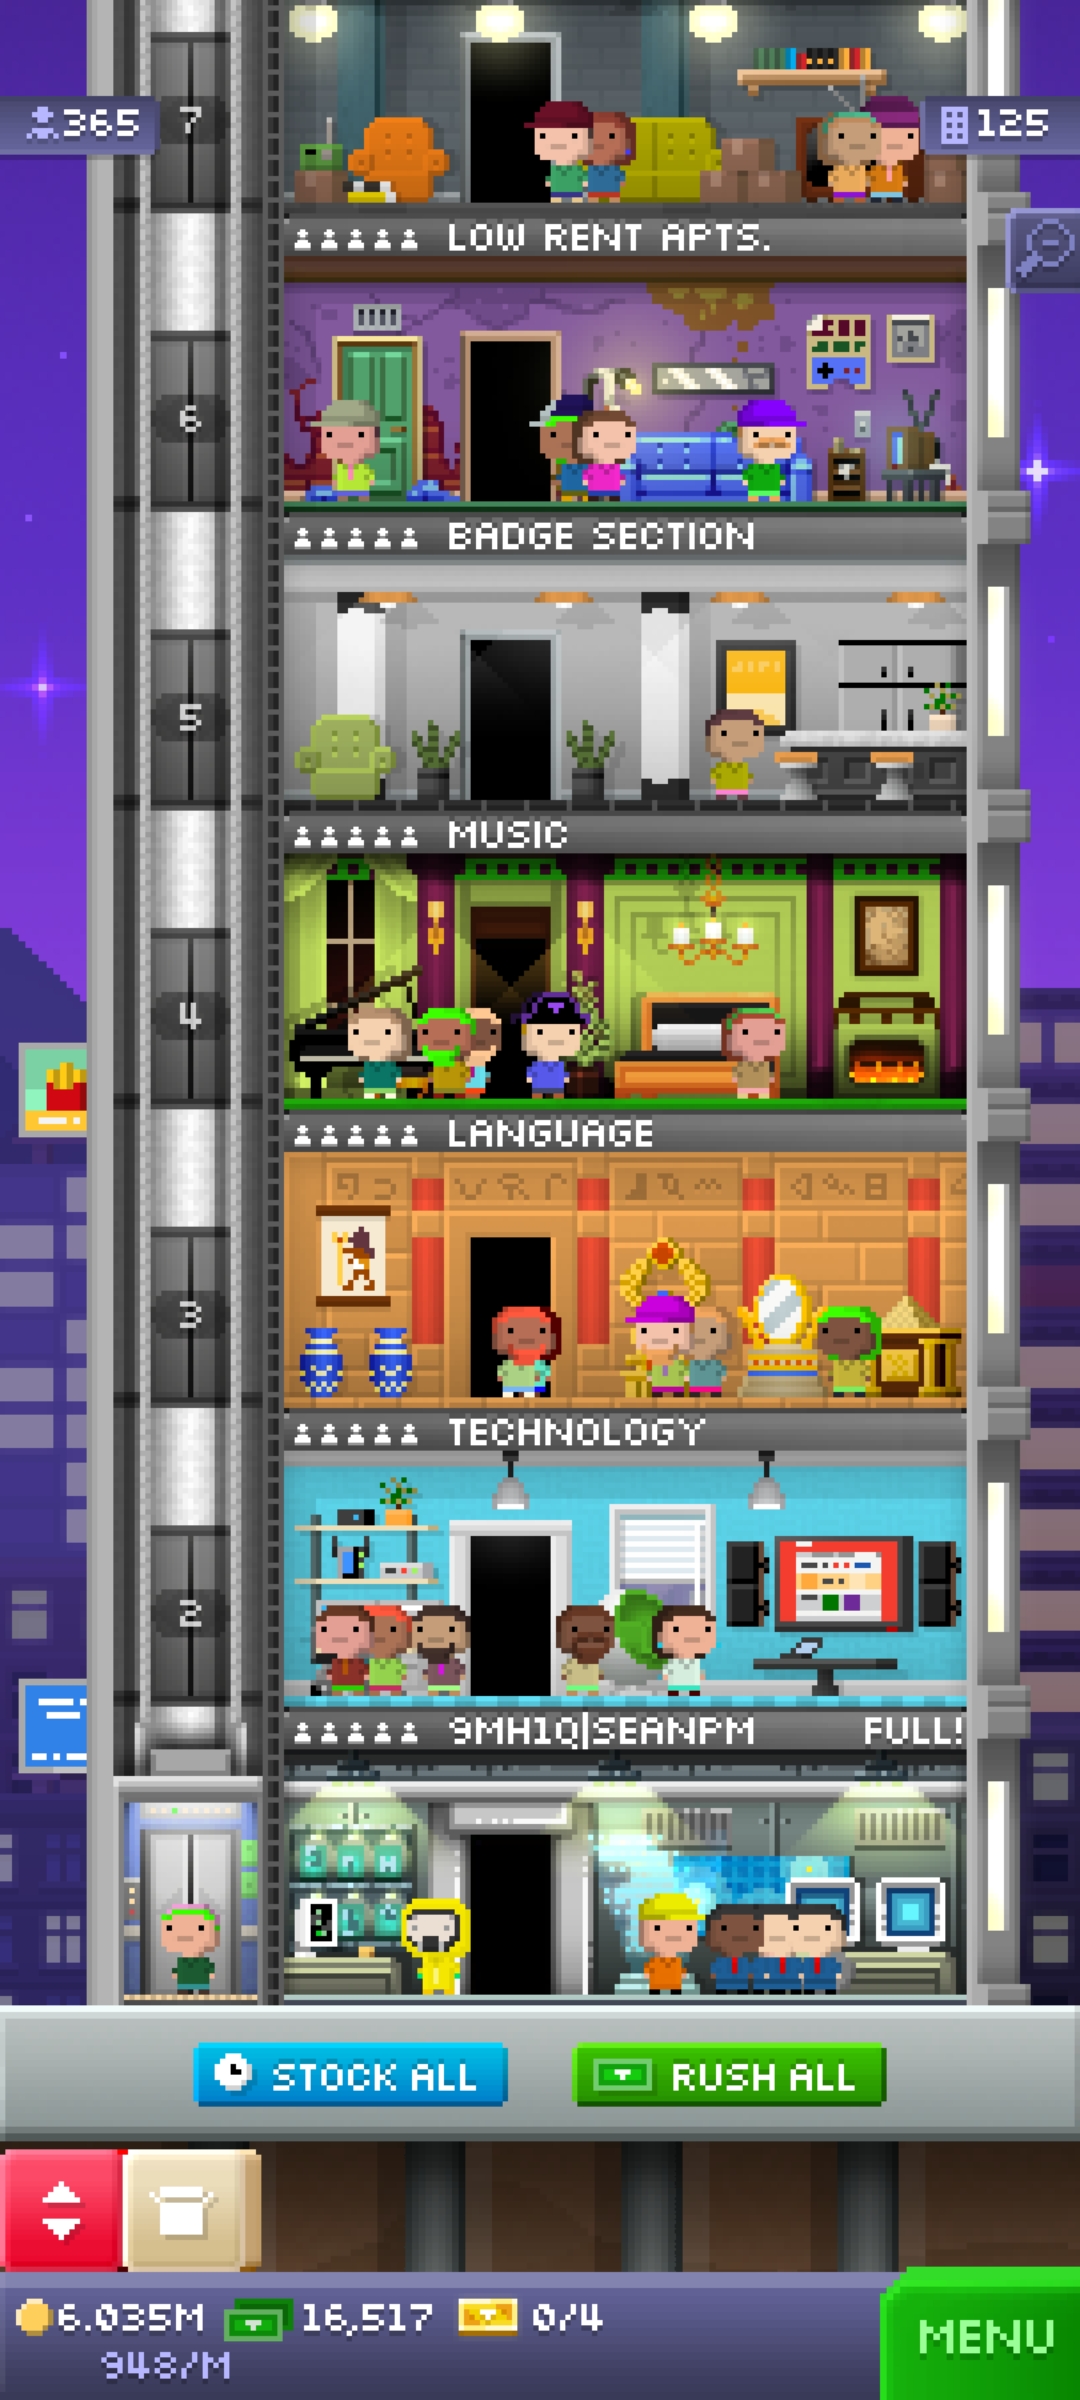 7
365
125
LOW RENT APTS.
6
BADGE SECTION
5
MUSIC
4
LANGUAGE
3
TECHNOLOGY
2
9MH1Q|SEANPM FULL!
STOCK ALL
RUSH ALL
6.035M 16,517 0/4
948/M
MENU